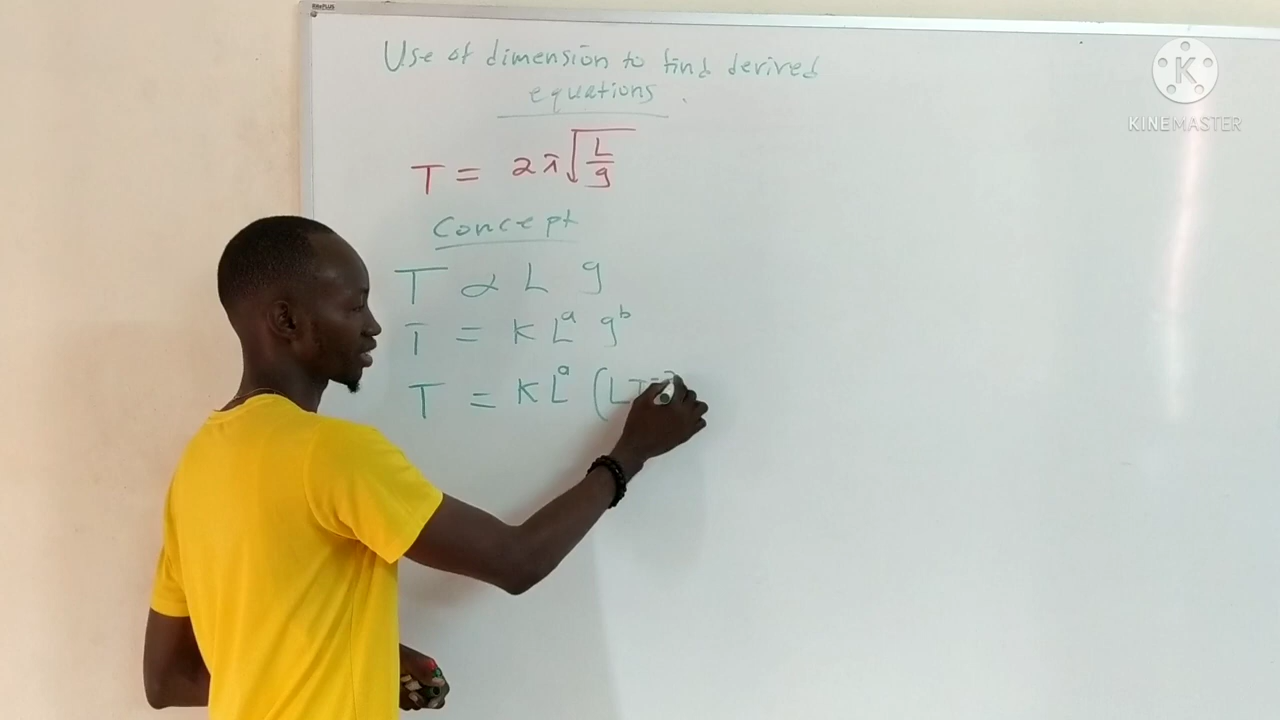 Use of dimension to find derived
equations.
T = 2π√(L/g)
Concept
T α L g
T = K L^a g^b
T = K L^a (LT
K
KINEMASTER